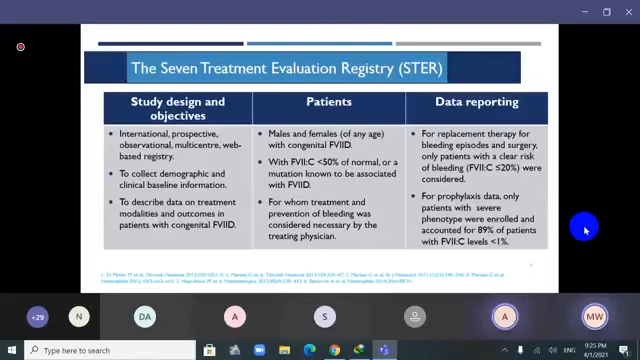 The Seven Treatment Evaluation Registry (STER)
Study design and
objectives
International, prospective,
observational, multicentre, web-
based registry.
To collect demographic and
clinical baseline information.
To describe data on treatment
modalities and outcomes in
patients with congenital FVIID.
Patients
Males and females (of any age)
with congenital FVIID.
With FVII:C <50% of normal, or a
mutation known to be associated
with FVIID.
For whom treatment and
prevention of bleeding was
considered necessary by the
treating physician.
Data reporting
For replacement therapy for
bleeding episodes and surgery,
only patients with a clear risk
of bleeding (FVII:C ≤20%) were
considered.
For prophylaxis data, only
patients with severe
phenotype were enrolled and
accounted for 89% of patients
with FVII:C levels <1%.
+29
N
DA
A
S
A
MW
Type here to search
ENG
9:25 PM
4/1/2021